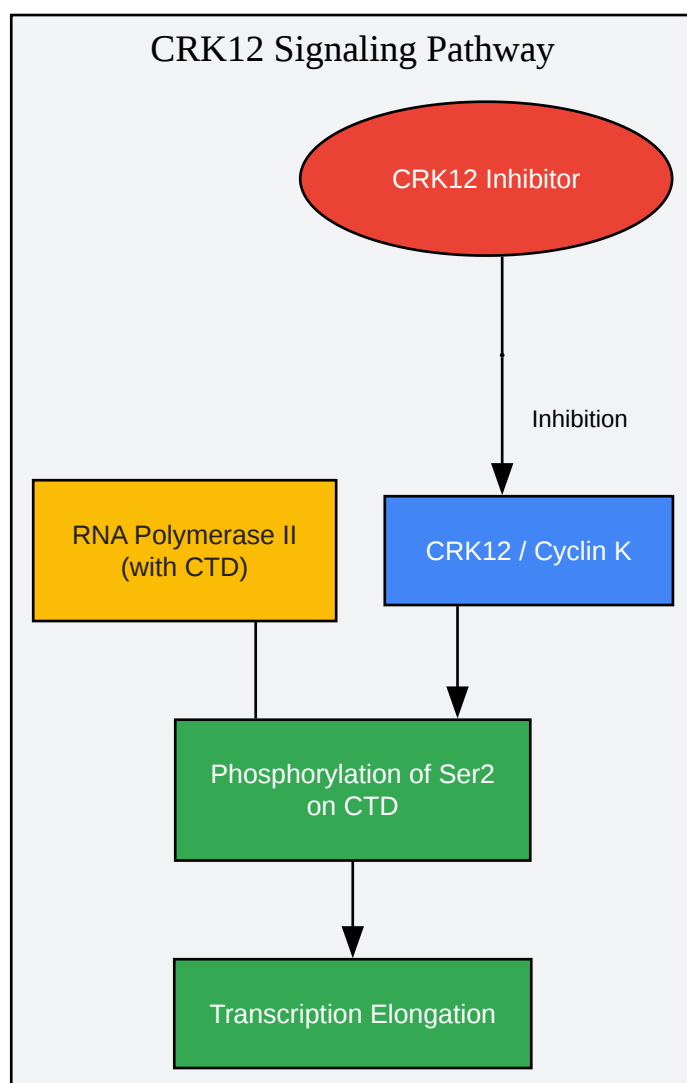 CRK12 Signaling Pathway
CRK12 Inhibitor
Inhibition
RNA Polymerase II
(with CTD)
CRK12 / Cyclin K
Phosphorylation of Ser2
on CTD
Transcription Elongation